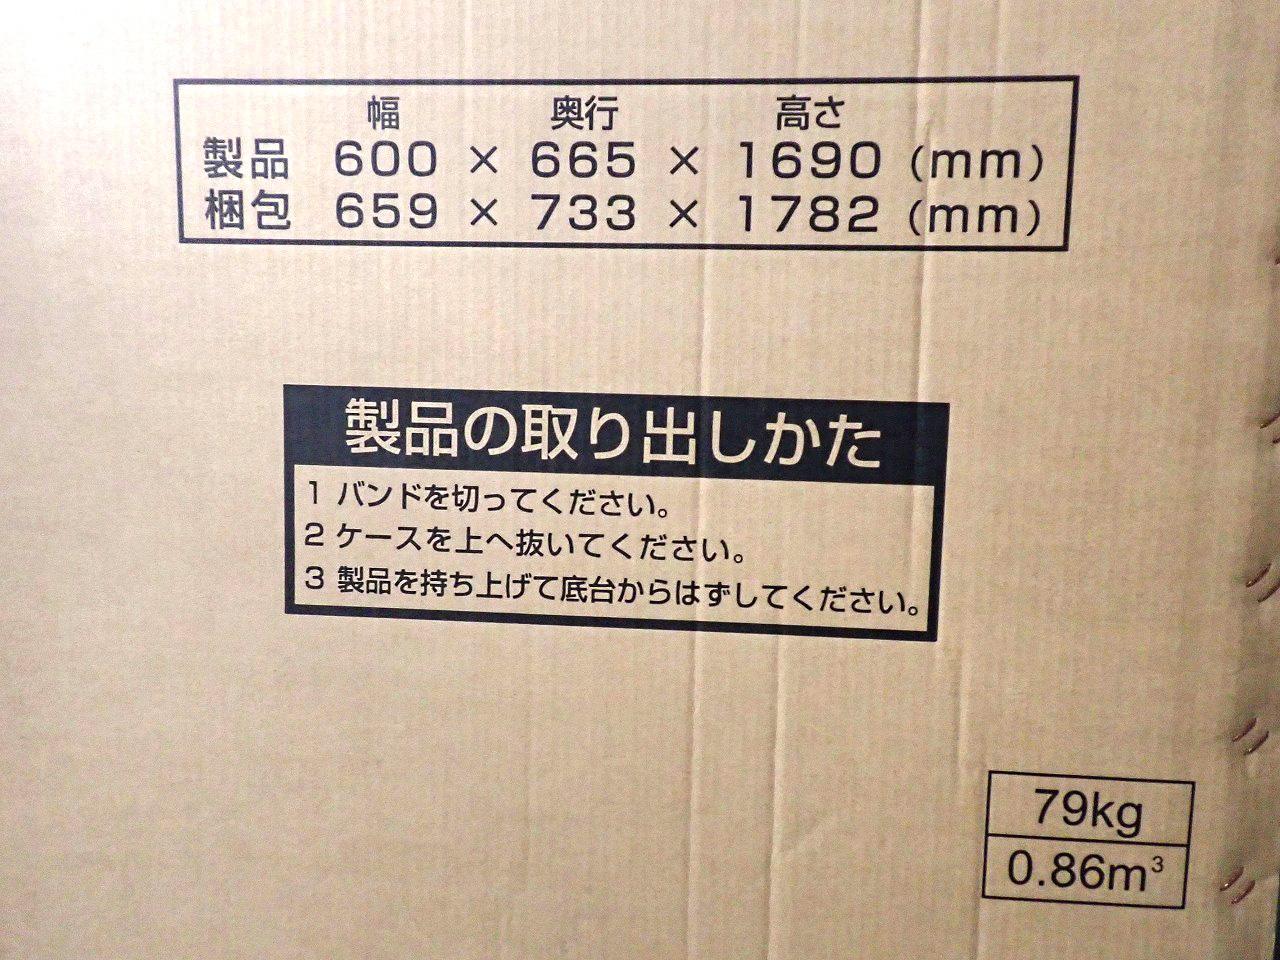 幅 奥行 高さ
製品 600 × 665 × 1690 (mm)
梱包 659 × 733 × 1782 (mm)
製品の取り出しかた
1 バンドを切ってください。
2 ケースを上へ抜いてください。
3 製品を持ち上げて底台からはずしてください。
79kg
0.86m³